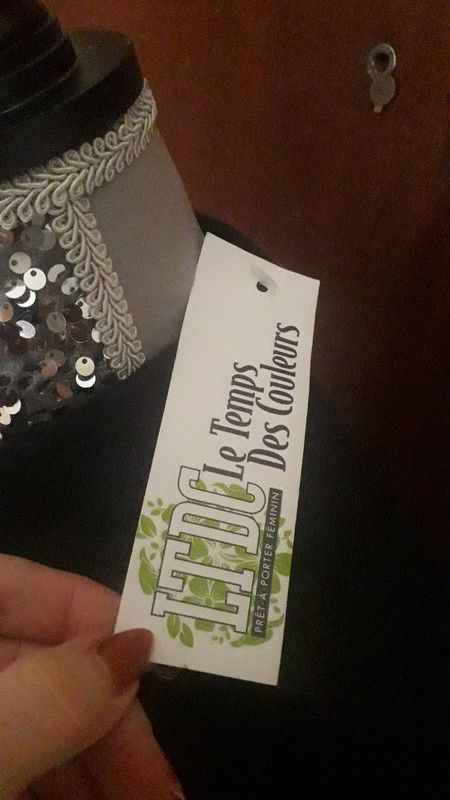 LTDC
Le Temps
Des Couleurs
PRÊT-À-PORTER FÉMININ